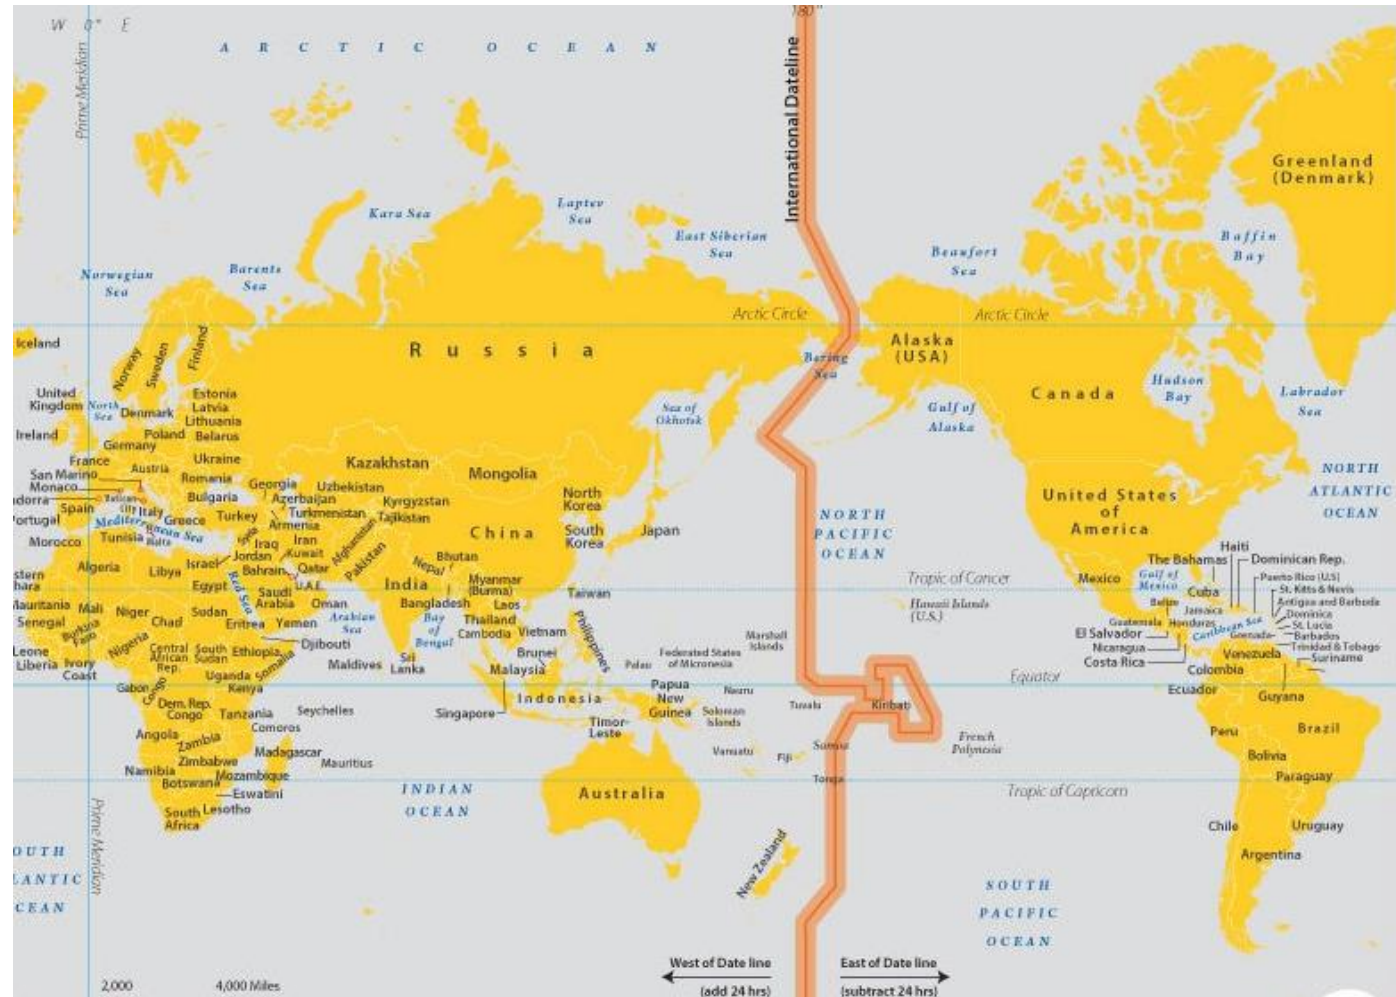 W 0° E
180°
Prime Meridian
ARCTIC OCEAN
International Dateline
Greenland
(Denmark)
Kara Sea
Laptev
Sea
East Siberian
Sea
Beaufort
Sea
Baffin
Bay
Norwegian
Sea
Barents
Sea
Arctic Circle
Arctic Circle
Iceland
Norway
Sweden
Finland
Russia
Bering
Sea
Alaska
(USA)
Canada
Hudson
Bay
Labrador
Sea
United
Kingdom
North
Sea
Denmark
Estonia
Latvia
Lithuania
Sea of
Okhotsk
Gulf of
Alaska
Ireland
Poland
Belarus
Germany
France
Austria
Ukraine
San Marino
Monaco
Romania
Georgia
Kazakhstan
Mongolia
NORTH
ATLANTIC
OCEAN
dorra
Vatican
City
Italy
Bulgaria
Azerbaijan
Uzbekistan
Kyrgyzstan
North
Korea
United States
of
America
Spain
Portugal
Mediterranean Sea
Greece
Turkey
Armenia
Turkmenistan
Tajikistan
China
South
Korea
Japan
NORTH
PACIFIC
OCEAN
Morocco
Tunisia
Malta
Syria
Iraq
Iran
Afghanistan
Pakistan
Algeria
Libya
Israel
Jordan
Kuwait
Bahrain
Qatar
Nepal
Bhutan
Haiti
The Bahamas
Dominican Rep.
stern
hara
Egypt
Red Sea
Saudi
Arabia
U.A.E.
India
Myanmar
(Burma)
Taiwan
Tropic of Cancer
Mexico
Gulf of
Mexico
Cuba
Puerto Rico (U.S)
St. Kitts & Nevis
Mauritania
Mali
Niger
Chad
Sudan
Eritrea
Yemen
Oman
Arabian
Sea
Bangladesh
Bay
of
Bengal
Laos
Thailand
Cambodia
Vietnam
Philippines
Hawaii Islands
(U.S.)
Belize
Jamaica
Antigua and Barbuda
Dominica
St. Lucia
Barbados
Senegal
Burkina
Faso
Nigeria
Djibouti
Guatemala
Honduras
Caribbean Sea
Grenada
El Salvador
Nicaragua
Costa Rica
Trinidad & Tobago
Leone
Liberia
Ivory
Coast
Central
African
Rep.
South
Sudan
Ethiopia
Somalia
Maldives
Sri
Lanka
Brunei
Malaysia
Palau
Federated States
of Micronesia
Marshall
Islands
Venezuela
Suriname
Colombia
Guyana
Gabon
Congo
Uganda
Kenya
Equator
Ecuador
Dem. Rep.
Congo
Tanzania
Seychelles
Singapore
Indonesia
Papua
New
Guinea
Nauru
Soloman
Islands
Tuvalu
Kiribati
Angola
Zambia
Comoros
Timor-
Leste
Vanuatu
Fiji
Samoa
French
Polynesia
Peru
Brazil
Zimbabwe
Madagascar
Mauritius
Bolivia
Namibia
Botswana
Mozambique
Eswatini
Tonga
Paraguay
South
Africa
Lesotho
INDIAN
OCEAN
Australia
Tropic of Capricorn
Prime Meridian
New Zealand
Chile
Uruguay
Argentina
OUTH
LANTIC
CEAN
SOUTH
PACIFIC
OCEAN
West of Date line
(add 24 hrs)
East of Date line
(subtract 24 hrs)
2,000
4,000 Miles